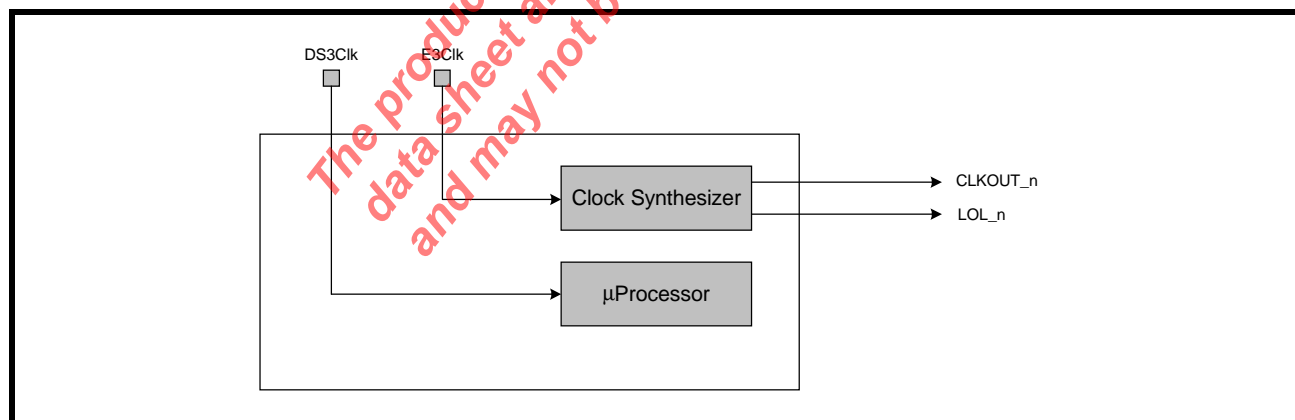 DS3Clk
E3Clk
The produc
data sheet a
and may not b
Clock Synthesizer
CLKOUT_n
LOL_n
µProcessor